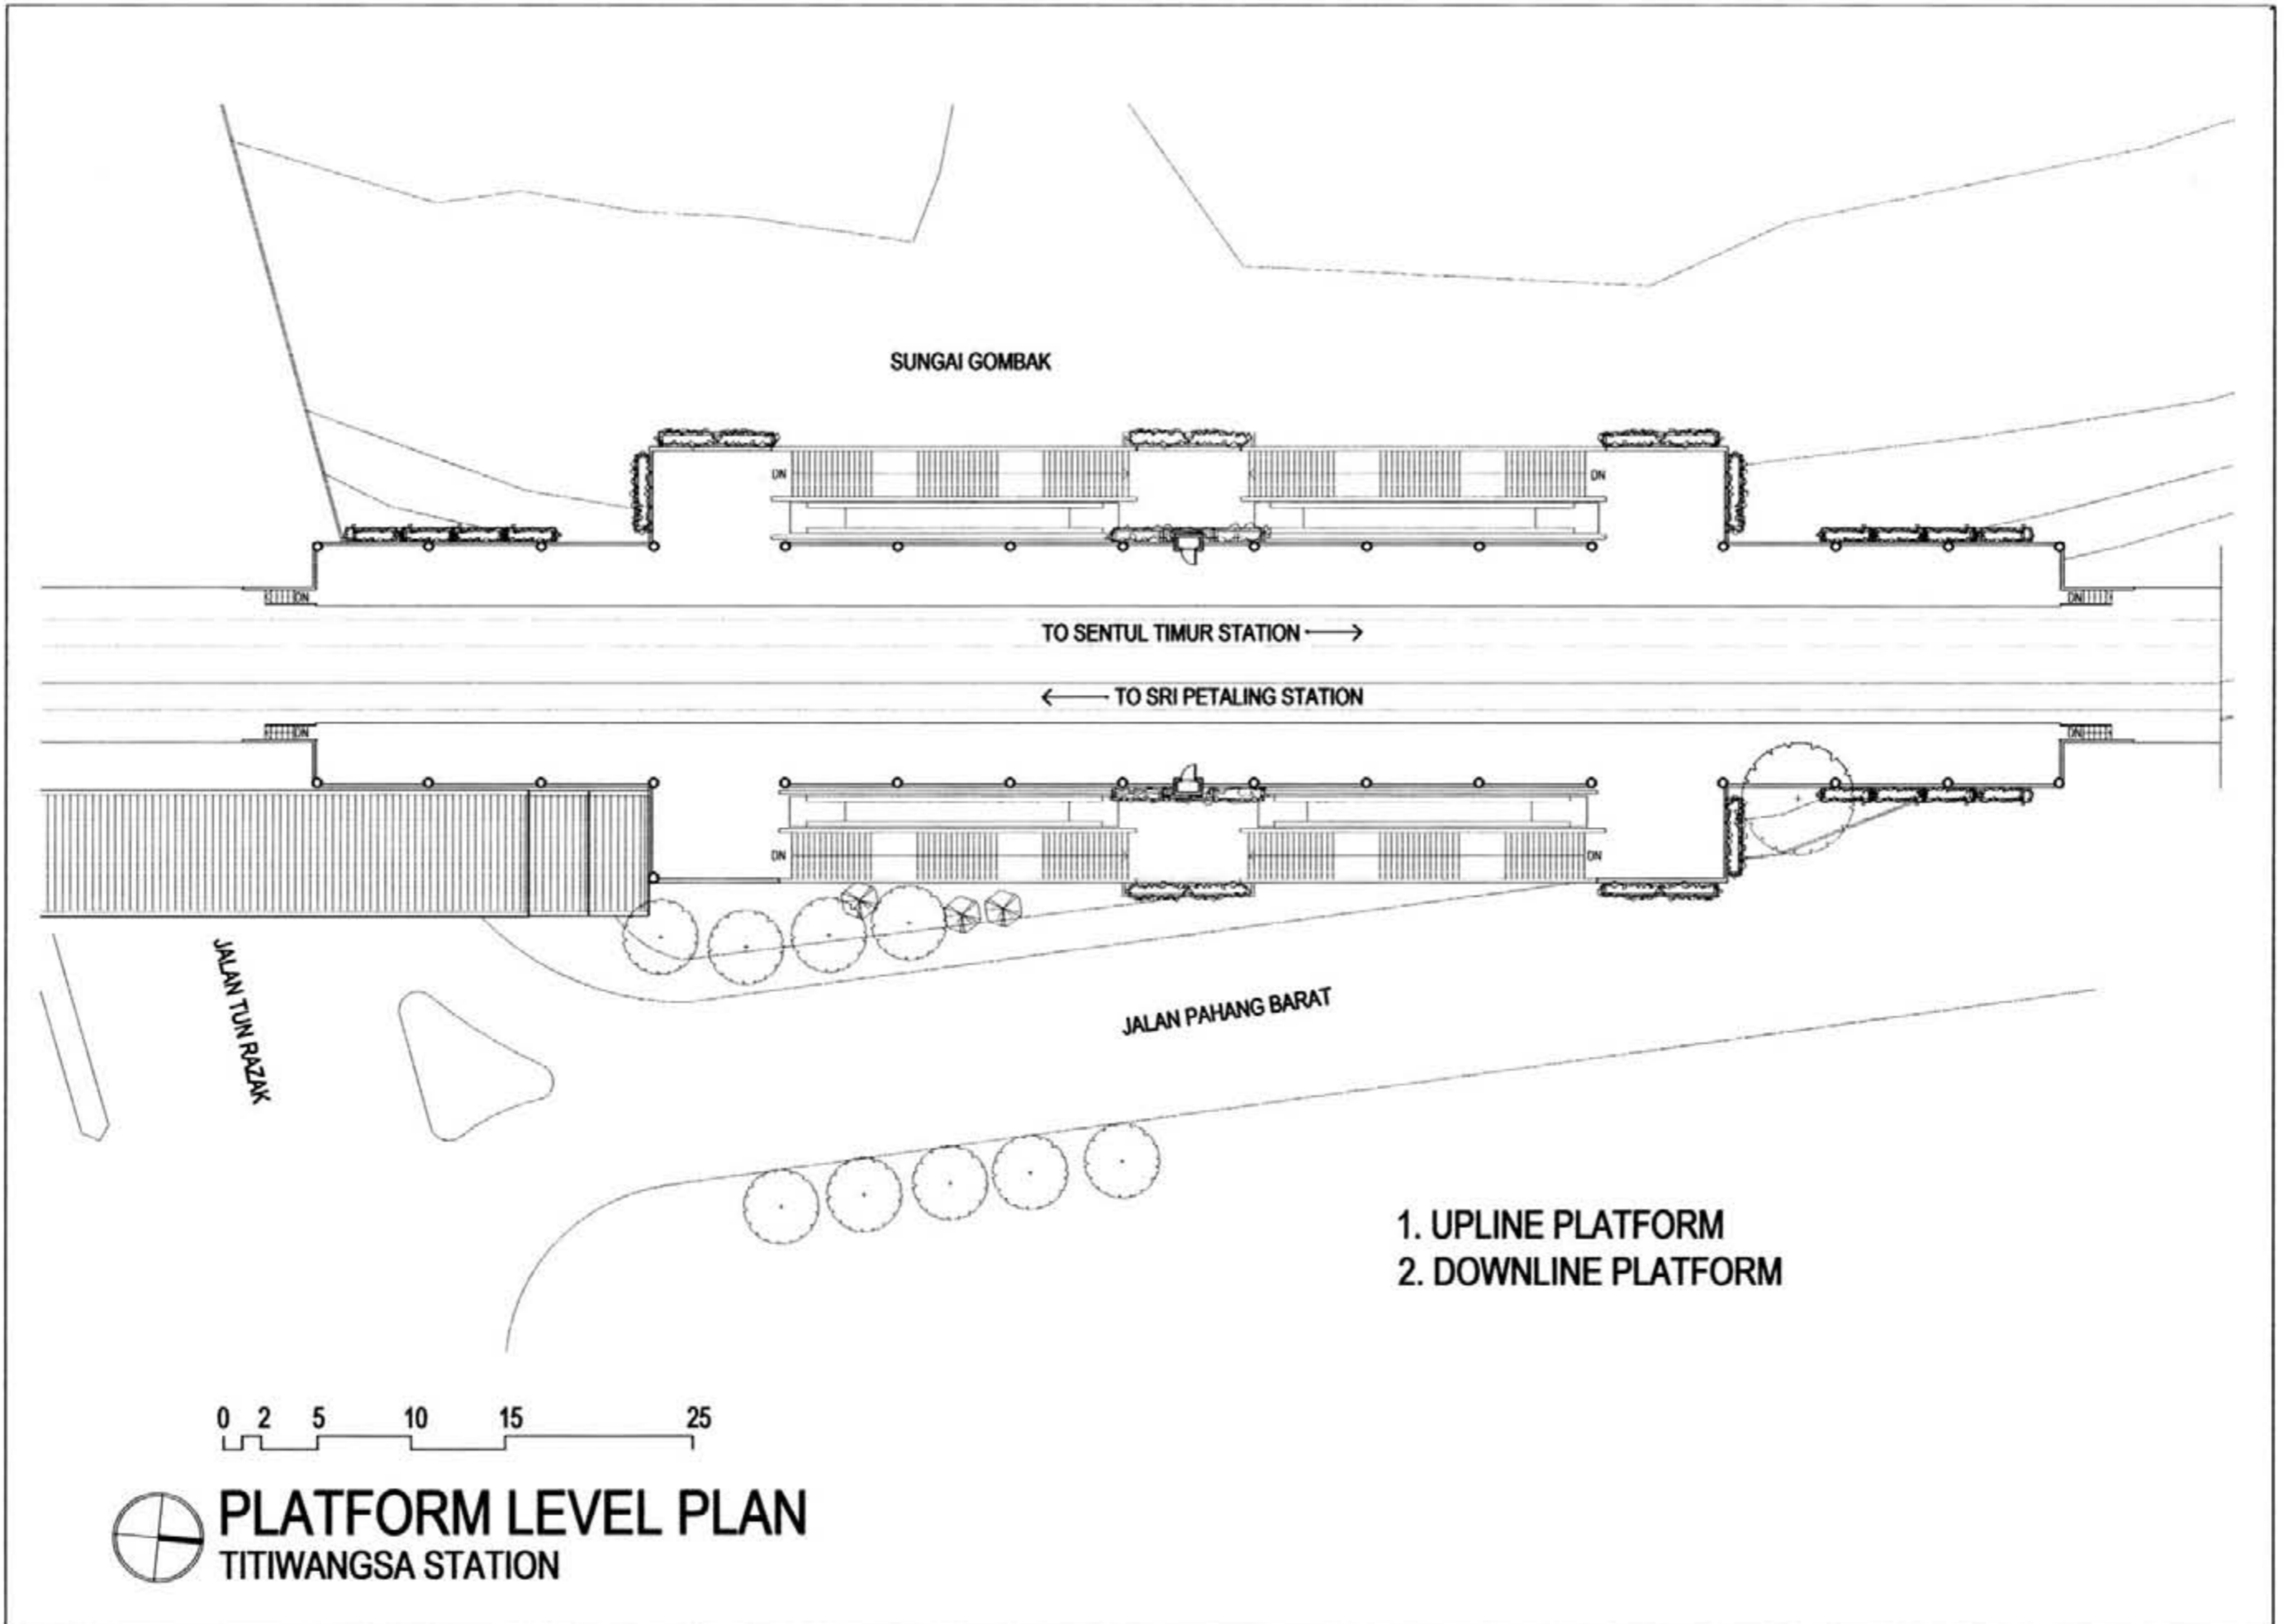 SUNGAI GOMBAK
DN
DN
DN
DN
TO SENTUL TIMUR STATION
TO SRI PETALING STATION
DN
DN
DN
DN
JALAN TUN RAZAK
JALAN PAHANG BARAT
1. UPLINE PLATFORM
2. DOWNLINE PLATFORM
0 2 5 10 15 25
PLATFORM LEVEL PLAN
TITIWANGSA STATION